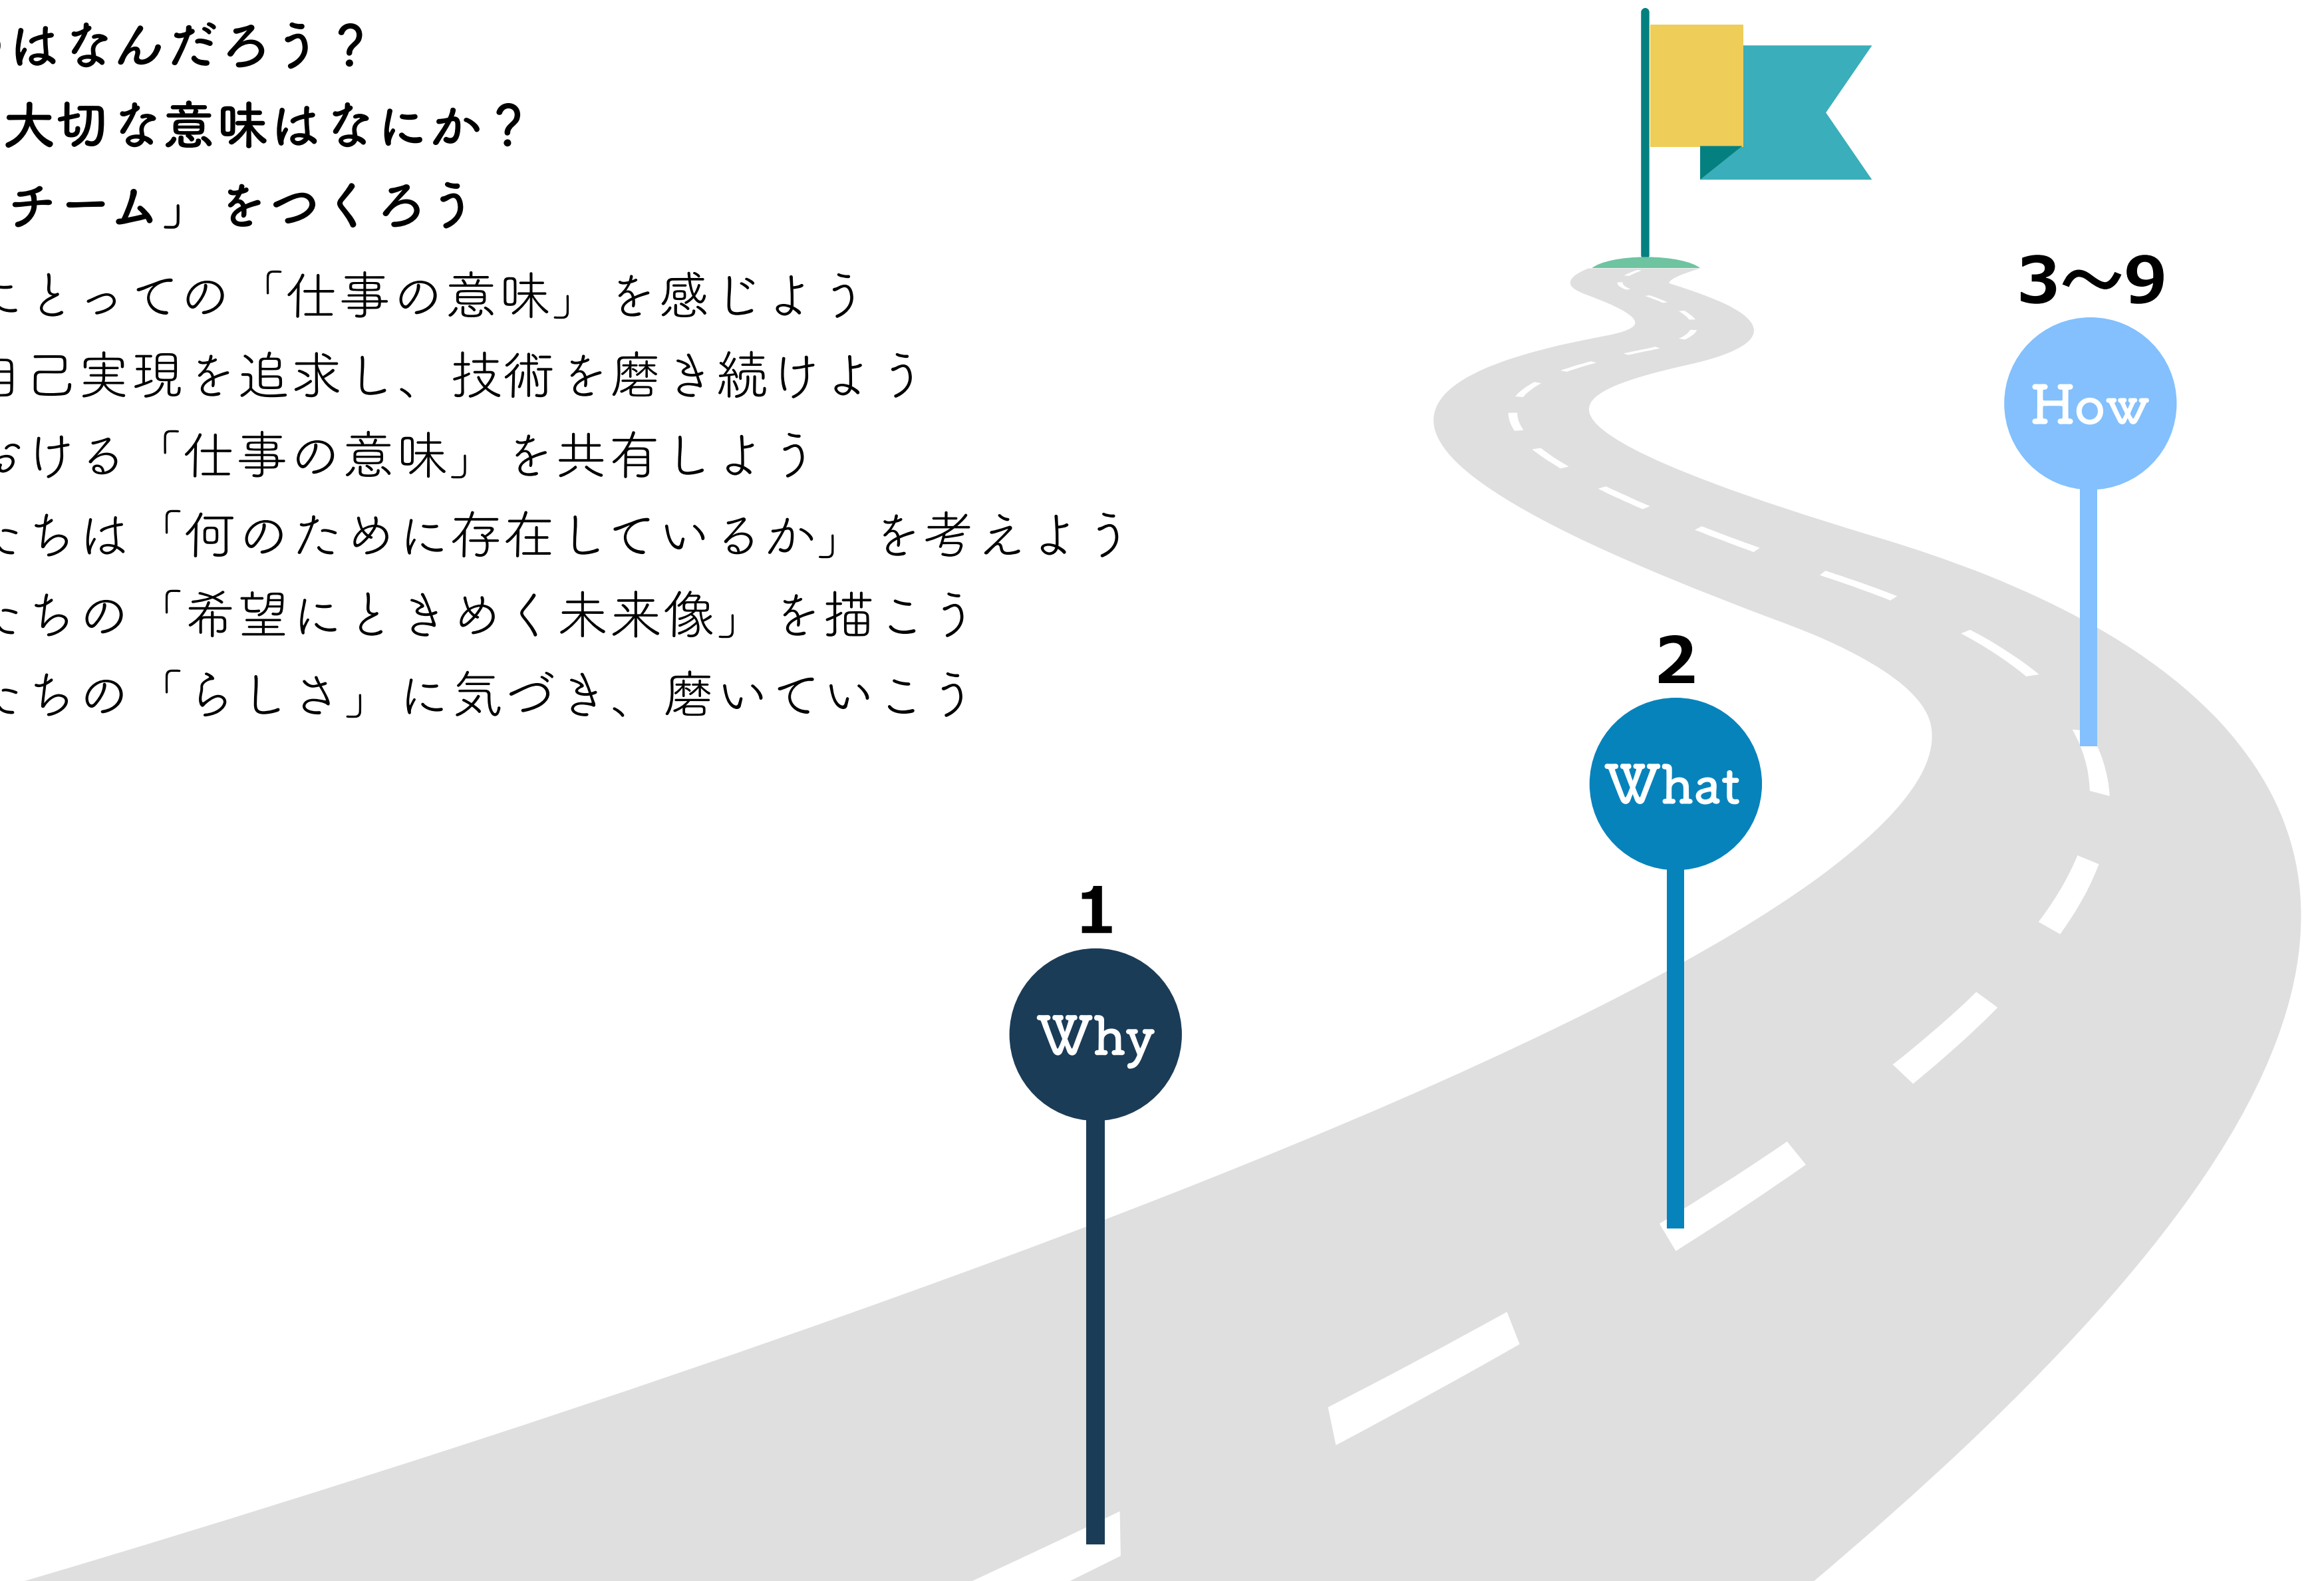 はなんだろう？
大切な意味はなにか？
チーム」をつくろう
とっての「仕事の意味」を感じよう
自己実現を追求し、技術を磨き続けよう
ける「仕事の意味」を共有しよう
ちは「何のために存在しているか」を考えよう
ちの「希望にときめく未来像」を描こう
ちの「らしさ」に気づき、磨いていこう
3〜9
How
2
What
1
Why